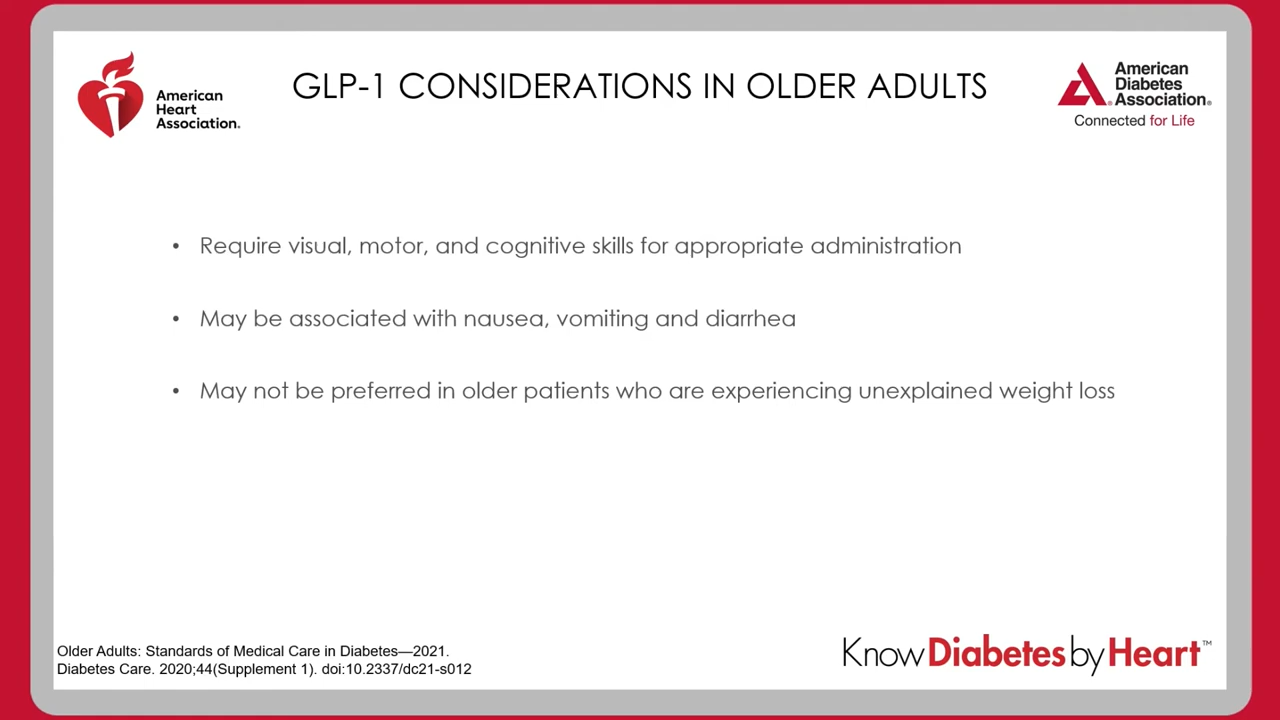 American
Heart
Association®
GLP-1 CONSIDERATIONS IN OLDER ADULTS
American
Diabetes
Association®
Connected for Life
• Require visual, motor, and cognitive skills for appropriate administration
• May be associated with nausea, vomiting and diarrhea
• May not be preferred in older patients who are experiencing unexplained weight loss
Older Adults: Standards of Medical Care in Diabetes—2021.
Diabetes Care. 2020;44(Supplement 1). doi:10.2337/dc21-s012
Know Diabetes by Heart™